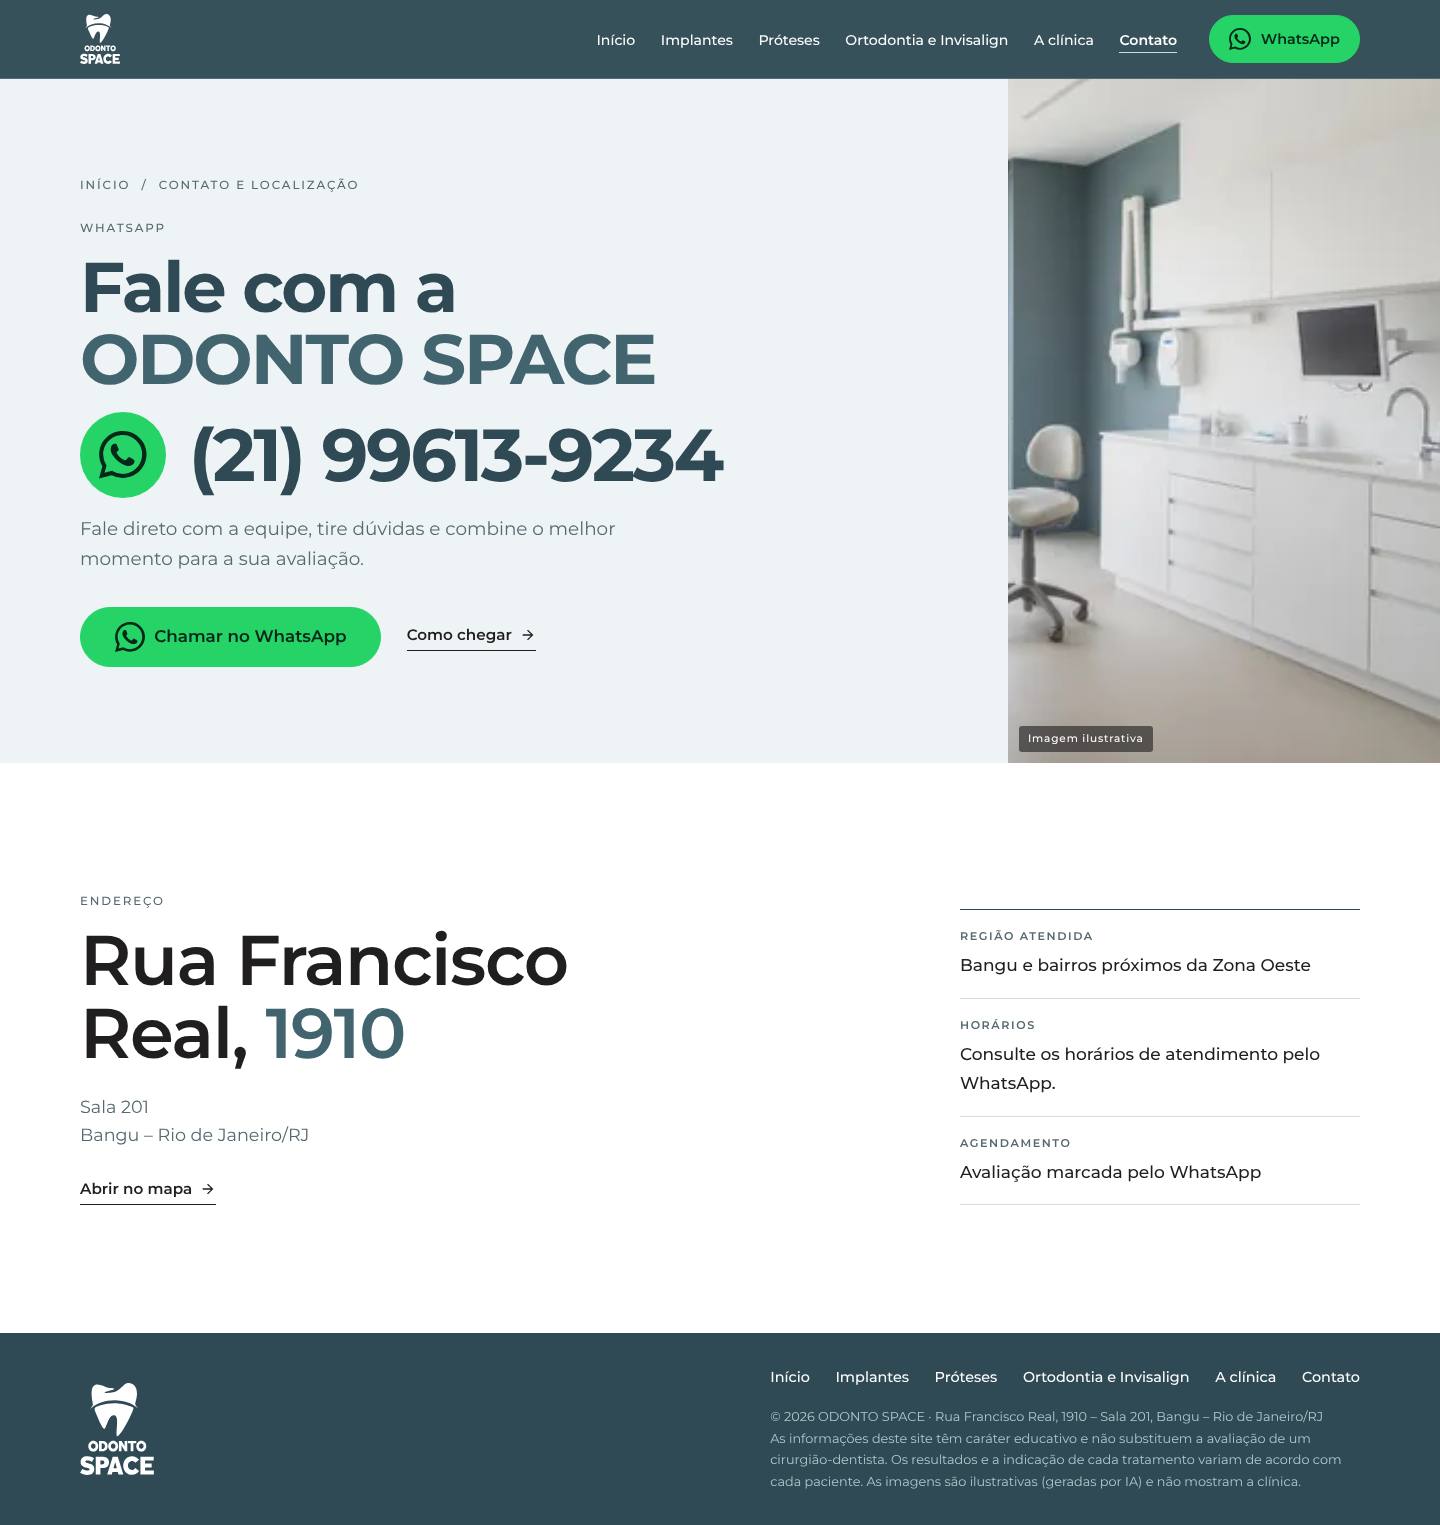 ODONTO
SPACE
Início
Implantes
Próteses
Ortodontia e Invisalign
A clínica
Contato
WhatsApp
INÍCIO / CONTATO E LOCALIZAÇÃO
WHATSAPP
Fale com a
ODONTO SPACE
(21) 99613-9234
Fale direto com a equipe, tire dúvidas e combine o melhor
momento para a sua avaliação.
Chamar no WhatsApp
Como chegar →
Imagem ilustrativa
ENDEREÇO
Rua Francisco
Real, 1910
Sala 201
Bangu – Rio de Janeiro/RJ
Abrir no mapa →
REGIÃO ATENDIDA
Bangu e bairros próximos da Zona Oeste
HORÁRIOS
Consulte os horários de atendimento pelo
WhatsApp.
AGENDAMENTO
Avaliação marcada pelo WhatsApp
ODONTO
SPACE
Início
Implantes
Próteses
Ortodontia e Invisalign
A clínica
Contato
© 2026 ODONTO SPACE · Rua Francisco Real, 1910 – Sala 201, Bangu – Rio de Janeiro/RJ
As informações deste site têm caráter educativo e não substituem a avaliação de um
cirurgião-dentista. Os resultados e a indicação de cada tratamento variam de acordo com
cada paciente. As imagens são ilustrativas (geradas por IA) e não mostram a clínica.